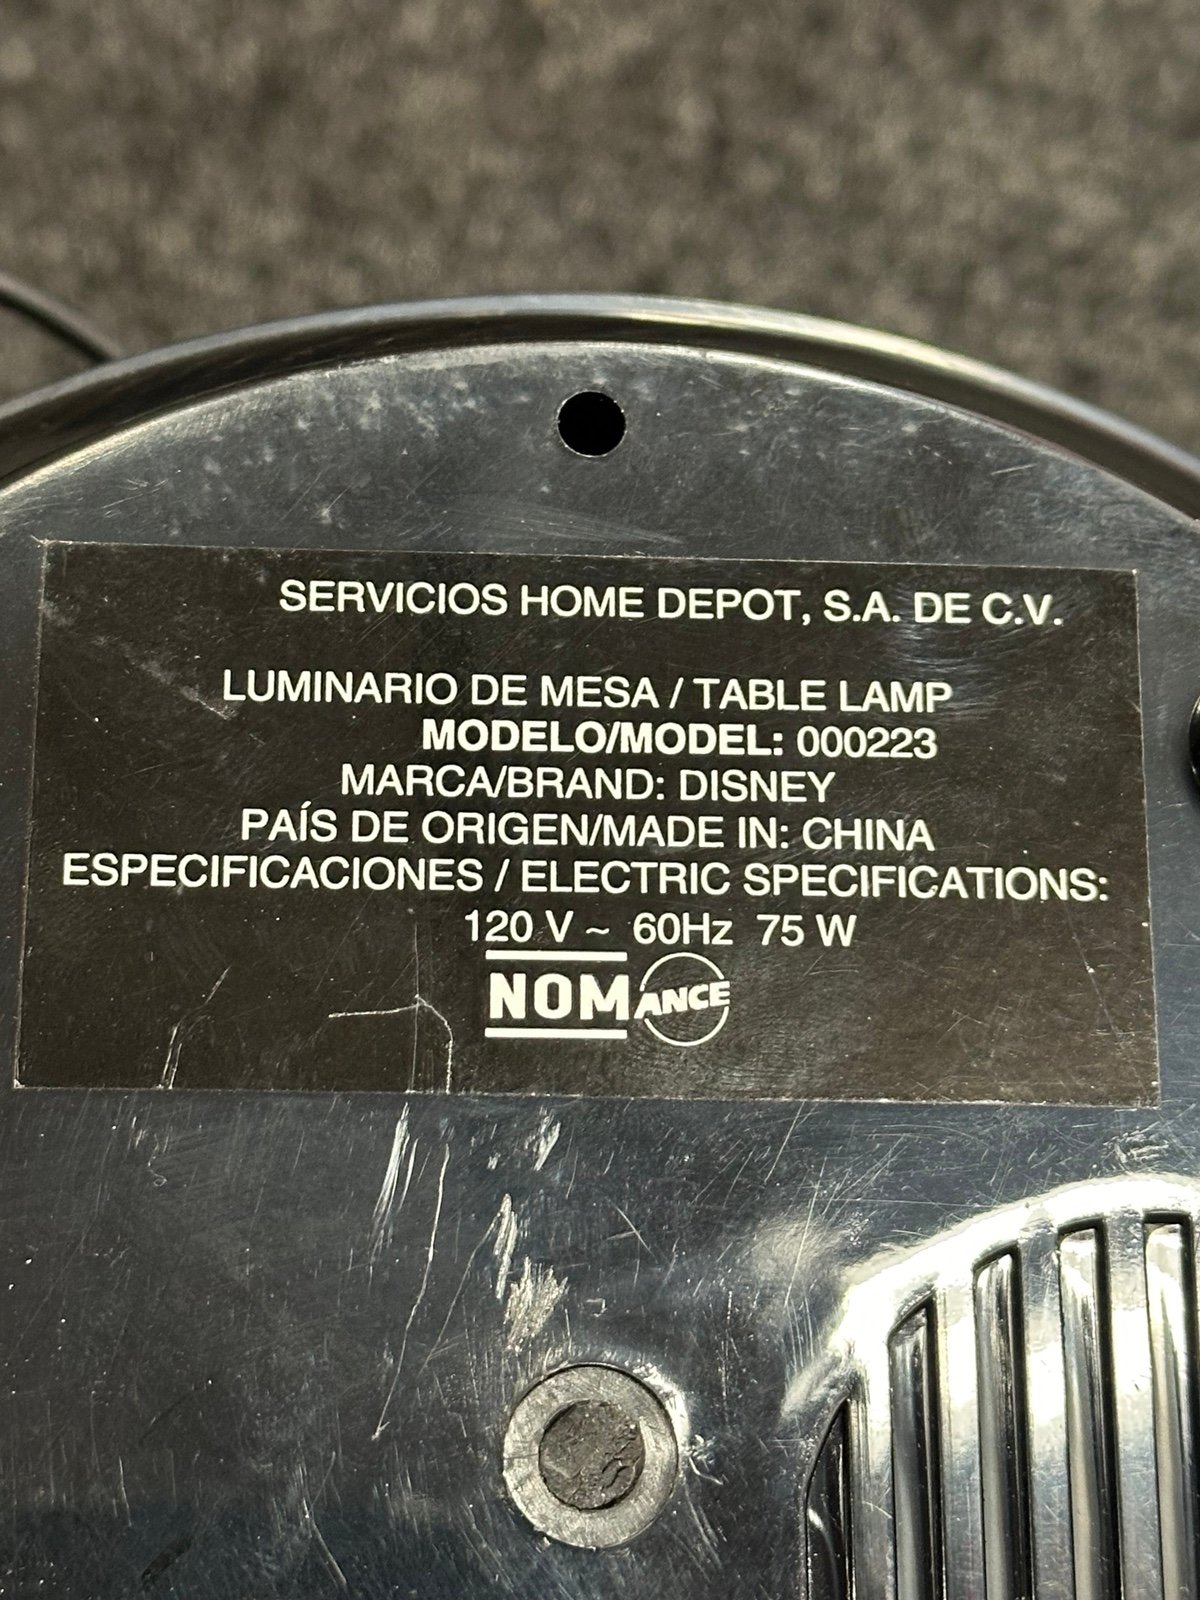 SERVICIOS HOME DEPOT, S.A. DE C.V.
LUMINARIO DE MESA / TABLE LAMP
MODELO/MODEL: 000223
MARCA/BRAND: DISNEY
PAÍS DE ORIGEN/MADE IN: CHINA
ESPECIFICACIONES / ELECTRIC SPECIFICATIONS:
120 V ~ 60Hz 75 W
NOM ANCE